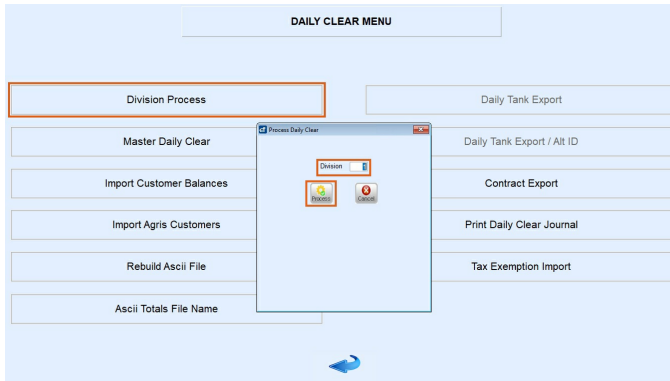 DAILY CLEAR MENU
Division Process
Daily Tank Export
Master Daily Clear
Process Daily Clear
Daily Tank Export / Alt ID
Division
Import Customer Balances
Process
Cancel
Contract Export
Import Agris Customers
Print Daily Clear Journal
Rebuild Ascii File
Tax Exemption Import
Ascii Totals File Name